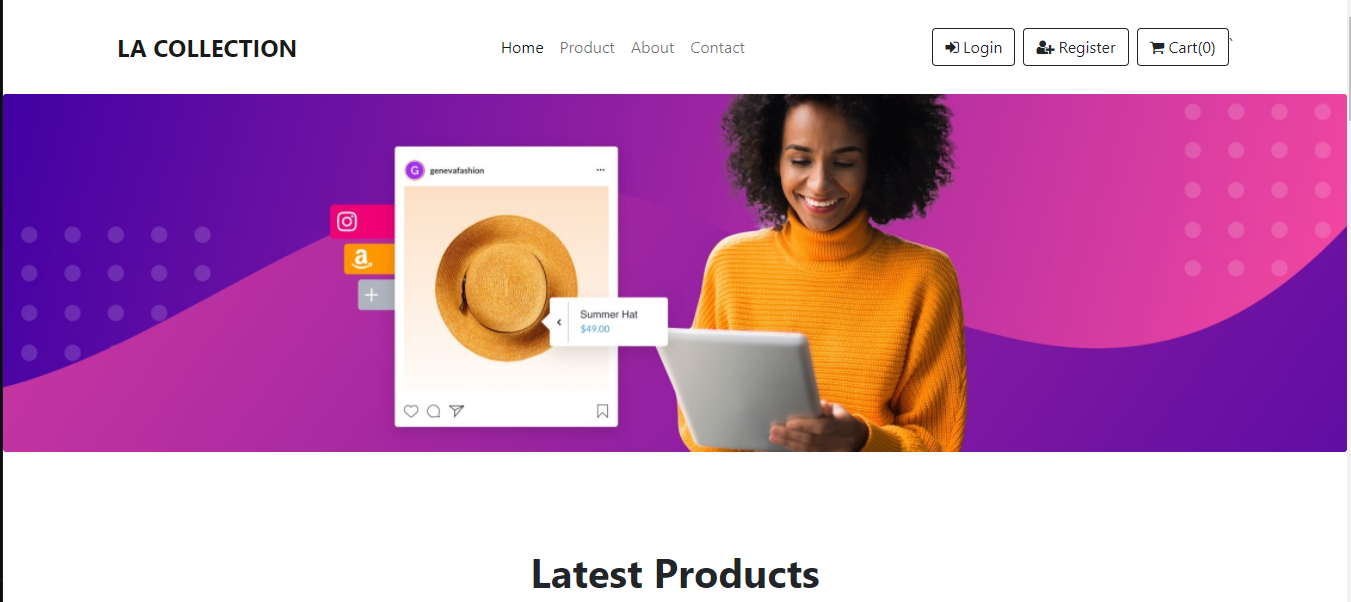 LA COLLECTION
Home Product About Contact
Login Register Cart(0) `
G genevafashion
a
Summer Hat
$49.00
Latest Products